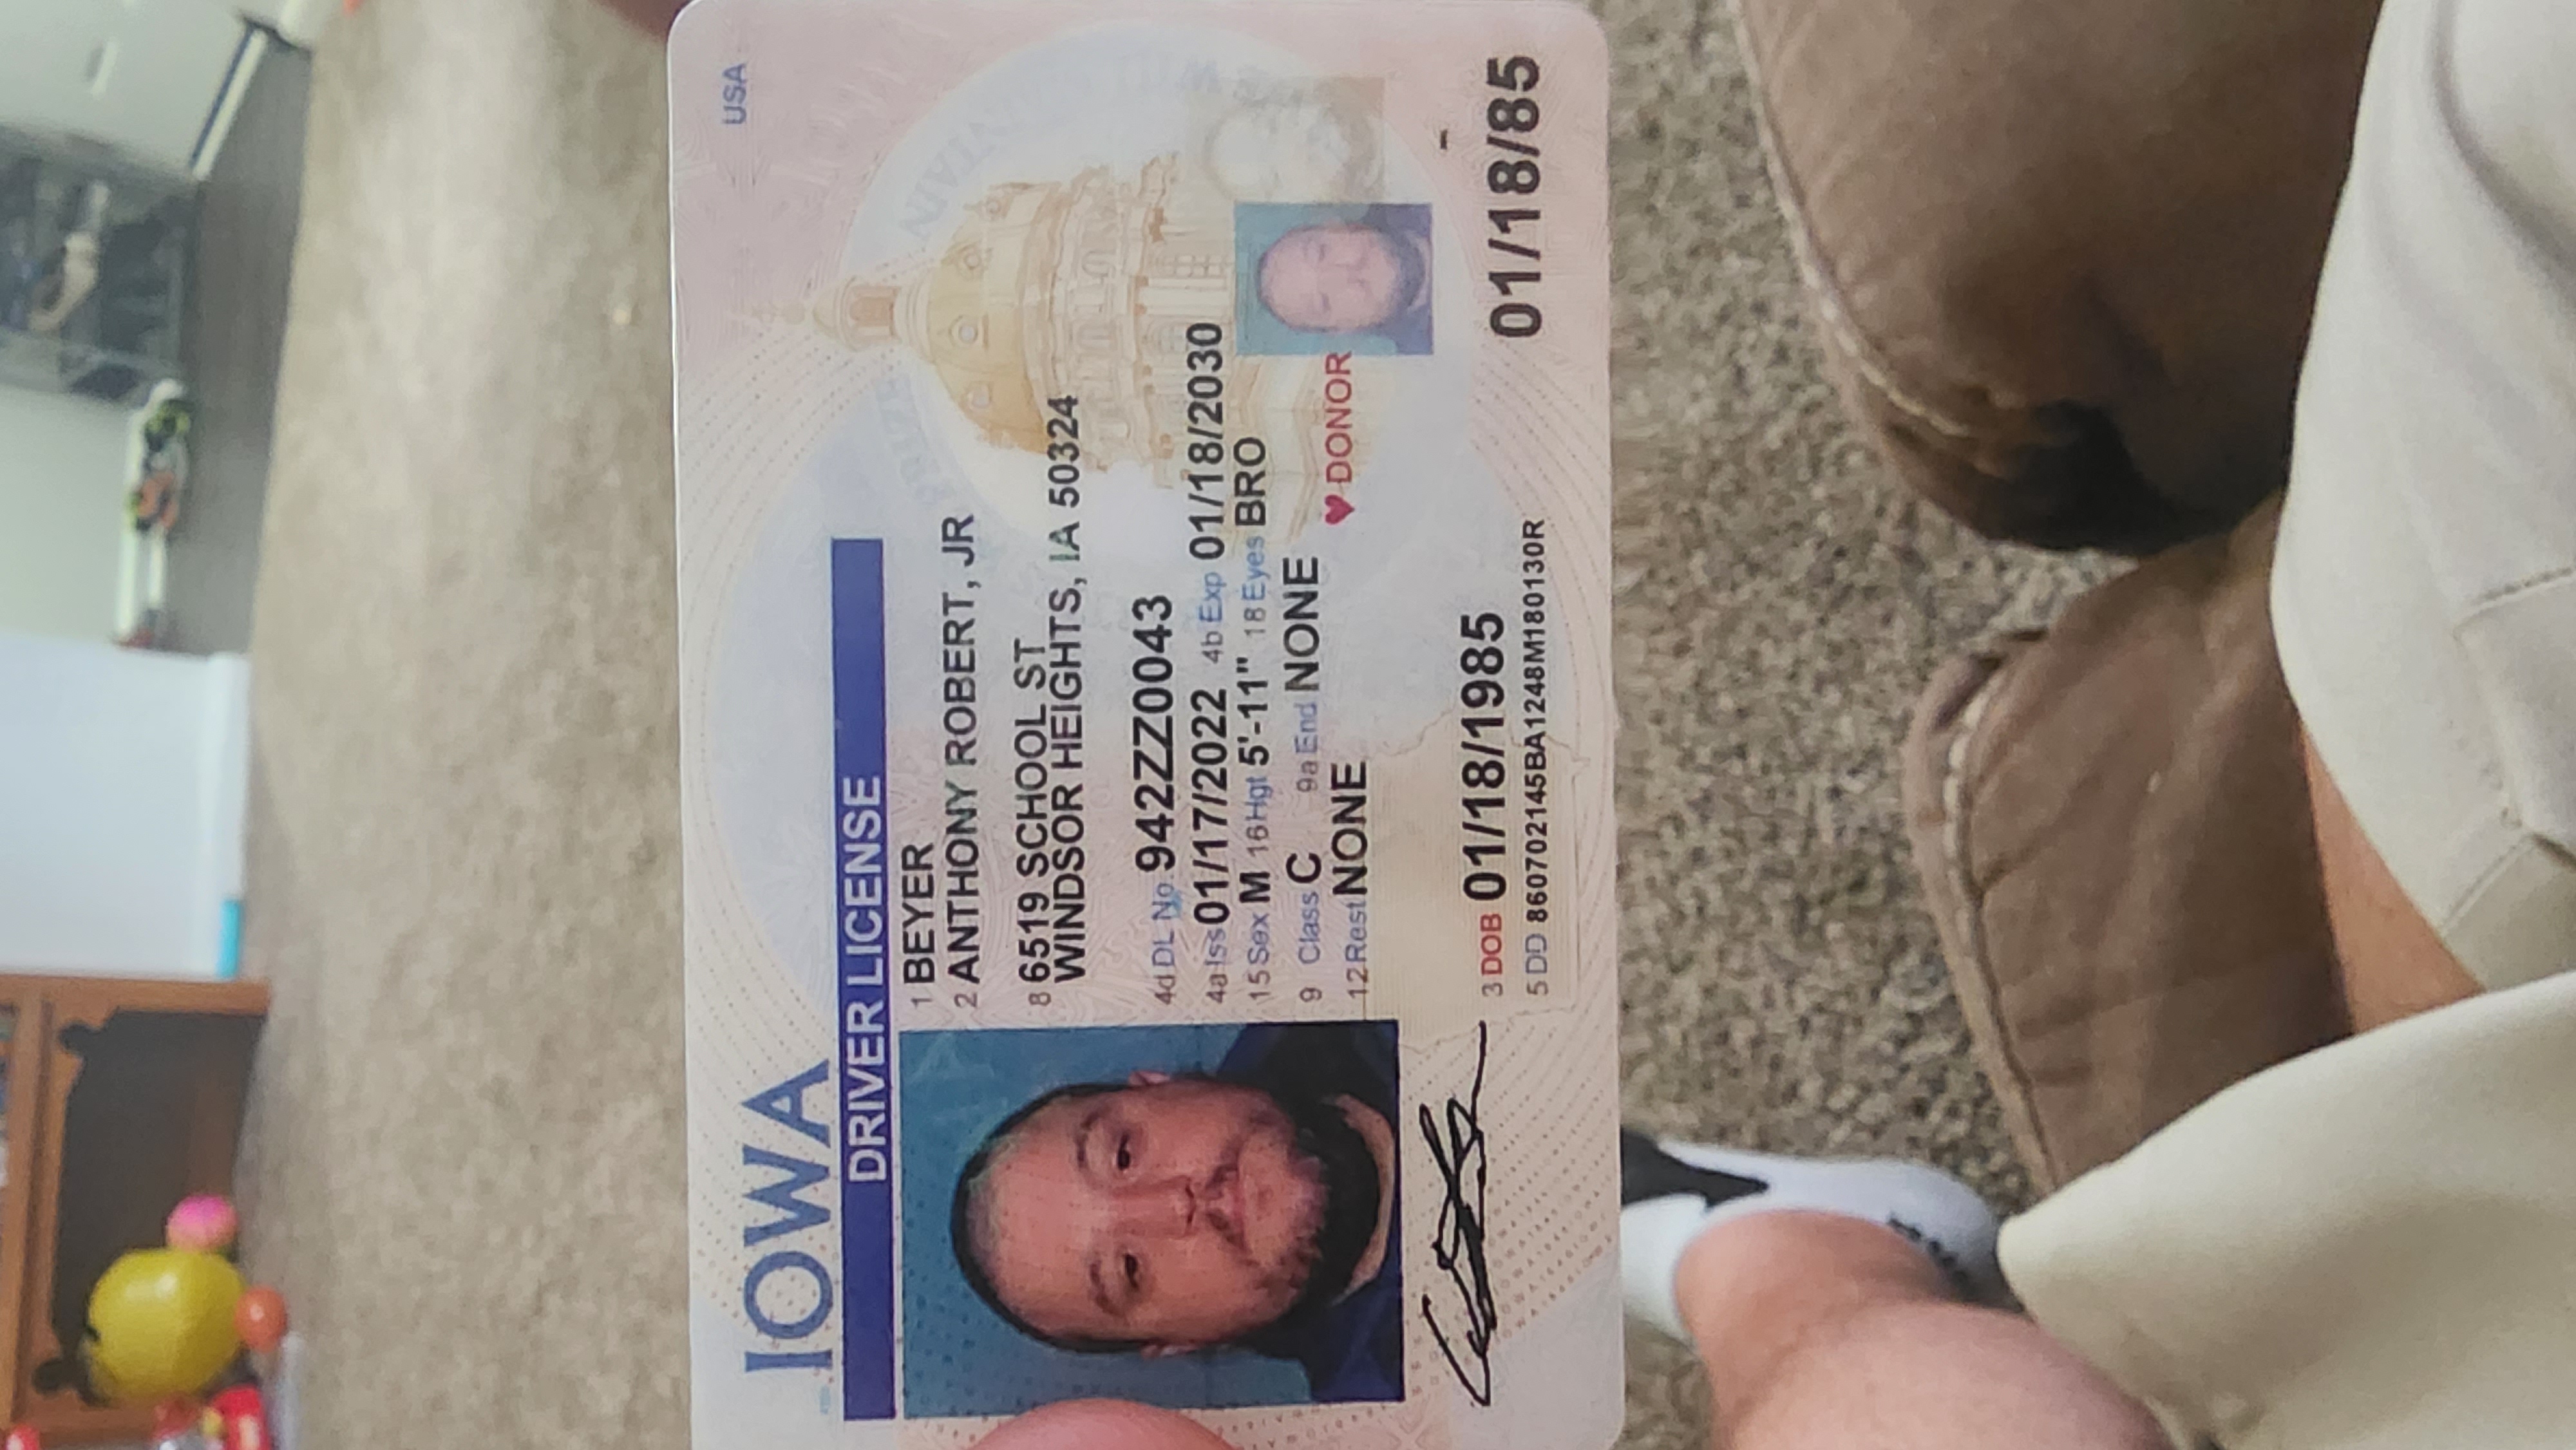 IOWA
USA
DRIVER LICENSE
1 BEYER
2 ANTHONY ROBERT, JR
8 6519 SCHOOL ST
WINDSOR HEIGHTS, IA 50324
4d DL No. 942ZZ0043
4a Iss 01/17/2022 4b Exp 01/18/2030
15 Sex M 16 Hgt 5'-11" 18 Eyes BRO
9 Class C 9a End NONE
♥ DONOR
12 Rest NONE
3 DOB 01/18/1985
01/18/85
5 DD 860702145BA1248M180130R